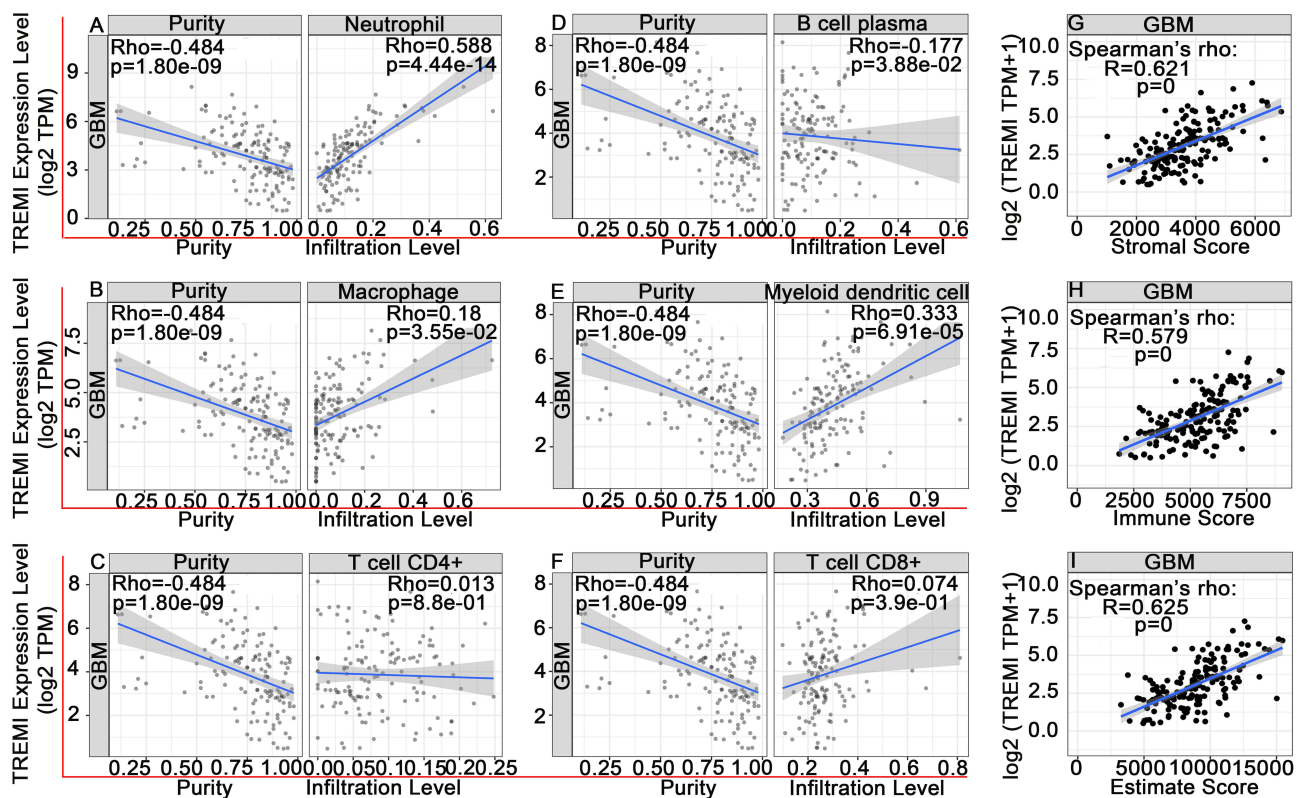 A
Purity
Neutrophil
TREMI Expression Level
(log2 TPM)
GBM
Rho=-0.484
p=1.80e-09
Rho=0.588
p=4.44e-14
9
6
3
0
0.25 0.50 0.75 1.00
0.0 0.2 0.4 0.6
Purity
Infiltration Level
D
Purity
B cell plasma
GBM
Rho=-0.484
p=1.80e-09
Rho=-0.177
p=3.88e-02
8
6
4
2
0.25 0.50 0.75 1.00
0.0 0.2 0.4 0.6
Purity
Infiltration Level
G
GBM
log2 (TREMI TPM+1)
Spearman's rho:
R=0.621
p=0
10.0
7.5
5.0
2.5
0.0
0 2000 4000 6000
Stromal Score
B
Purity
Macrophage
TREMI Expression Level
(log2 TPM)
GBM
Rho=-0.484
p=1.80e-09
Rho=0.18
p=3.55e-02
7.5
5.0
2.5
0.25 0.50 0.75 1.00
0.0 0.2 0.4 0.6
Purity
Infiltration Level
E
Purity
Myeloid dendritic cell
GBM
Rho=-0.484
p=1.80e-09
Rho=0.333
p=6.91e-05
8
6
4
2
0.25 0.50 0.75 1.00
0.3 0.6 0.9
Purity
Infiltration Level
H
GBM
log2 (TREMI TPM+1)
Spearman's rho:
R=0.579
p=0
10.0
7.5
5.0
2.5
0.0
0 2500 5000 7500
Immune Score
C
Purity
T cell CD4+
TREMI Expression Level
(log2 TPM)
GBM
Rho=-0.484
p=1.80e-09
Rho=0.013
p=8.8e-01
8
6
4
2
0.25 0.50 0.75 1.00
0.00 0.05 0.10 0.15 0.20 0.25
Purity
Infiltration Level
F
Purity
T cell CD8+
GBM
Rho=-0.484
p=1.80e-09
Rho=0.074
p=3.9e-01
8
6
4
2
0.25 0.50 0.75 1.00
0.2 0.4 0.6 0.8
Purity
Infiltration Level
I
GBM
log2 (TREMI TPM+1)
Spearman's rho:
R=0.625
p=0
10.0
7.5
5.0
2.5
0.0
0 5000 10000 15000
Estimate Score